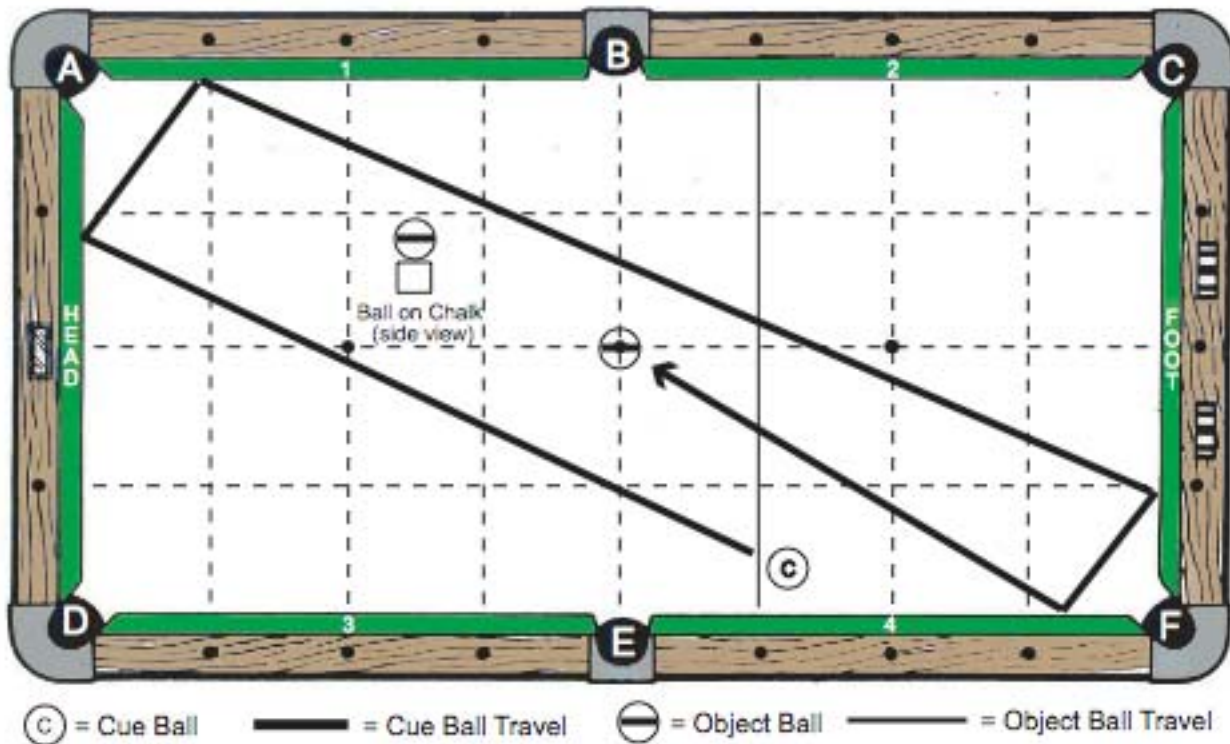 A
B
C
1
2
HEAD
FOOT
Ball on Chalk
(side view)
C
D
E
F
3
4
C = Cue Ball = Cue Ball Travel = Object Ball = Object Ball Travel